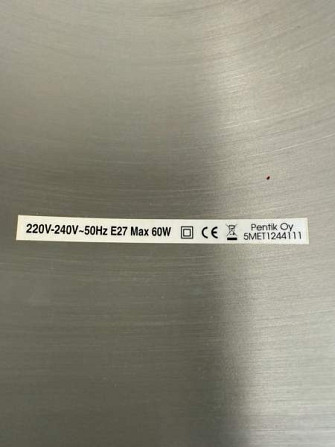 220V-240V~50Hz E27 Max 60W CE Pentik Oy
5MET1244111